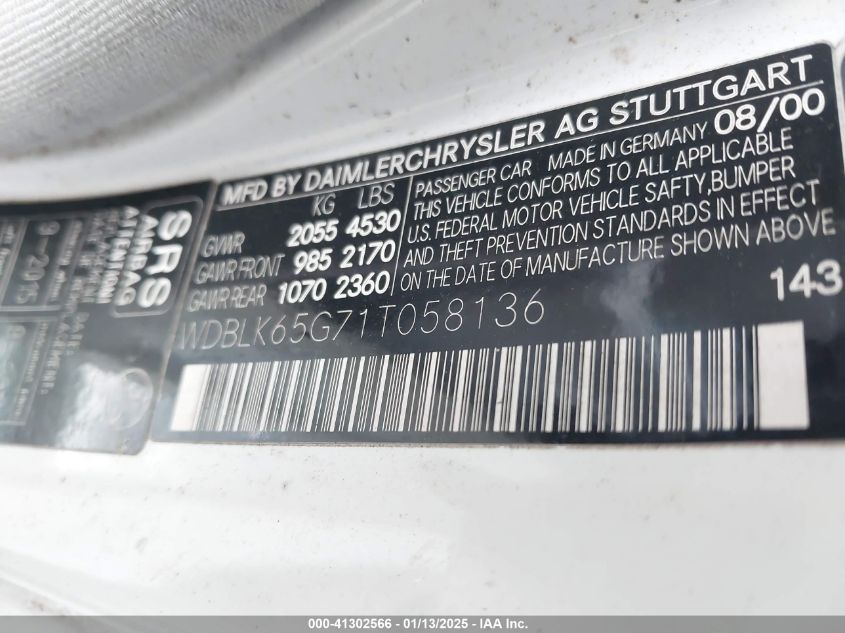 MFD BY DAIMLERCHRYSLER AG STUTTGART
KG LBS
GVWR 2055 4530
GAWR FRONT 985 2170
GAWR REAR 1070 2360
PASSENGER CAR MADE IN GERMANY 08/00
THIS VEHICLE CONFORMS TO ALL APPLICABLE
U.S. FEDERAL MOTOR VEHICLE SAFTY,BUMPER
AND THEFT PREVENTION STANDARDS IN EFFECT
ON THE DATE OF MANUFACTURE SHOWN ABOVE
143
WDBLK65G71T058136
SRS
AIRBAG
9-2015
000-41302566 - 01/13/2025 - IAA Inc.